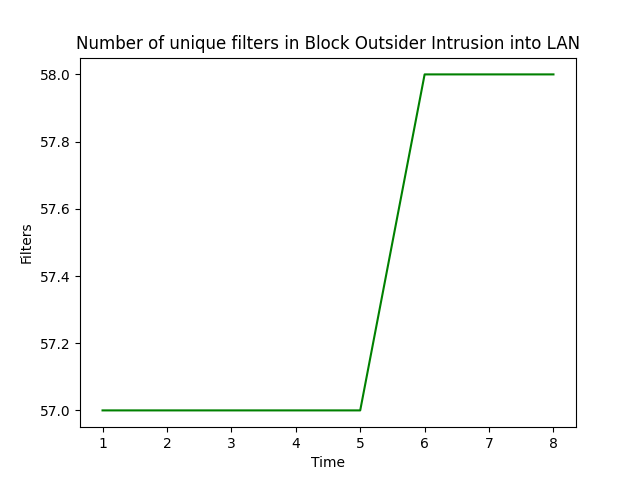 Number of unique filters in Block Outsider Intrusion into LAN
58.0
57.8
57.6
57.4
57.2
57.0
Filters
1 2 3 4 5 6 7 8
Time